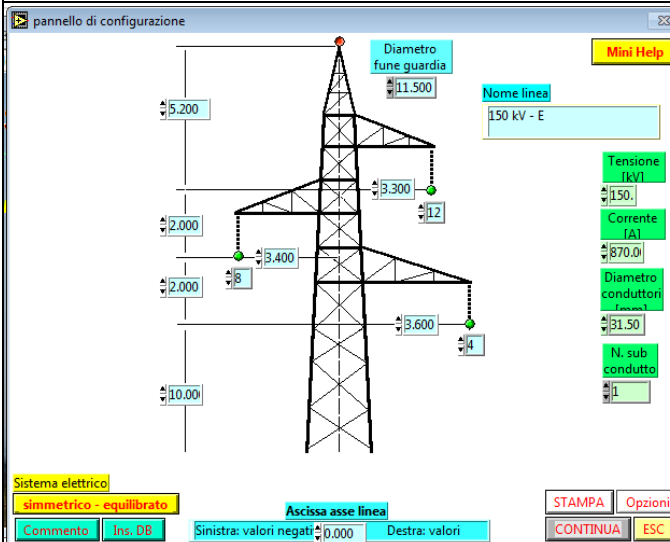 pannello di configurazione
Diametro
fune guardia
11.500
Mini Help
Nome linea
150 kV - E
5.200
3.300
12
2.000
3.400
8
2.000
3.600
4
10.00
Tensione
[kV]
150.
Corrente
[A]
870.0
Diametro
conduttori
[mm]
31.50
N. sub
condutto
1
Sistema elettrico
simmetrico - equilibrato
Commento
Ins. DB
Ascissa asse linea
Sinistra: valori negati
0.000
Destra: valori
STAMPA
Opzioni
CONTINUA
ESC